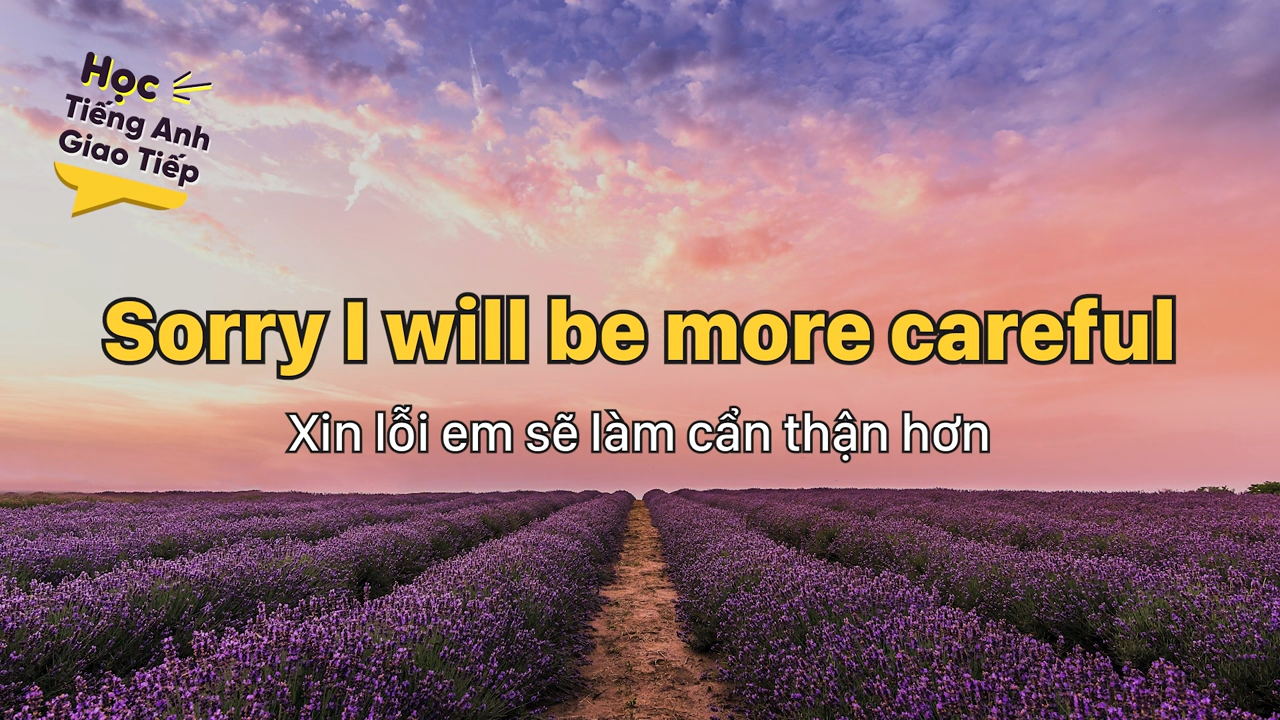 Học
Tiếng Anh
Giao Tiếp
Sorry I will be more careful
Xin lỗi em sẽ làm cẩn thận hơn